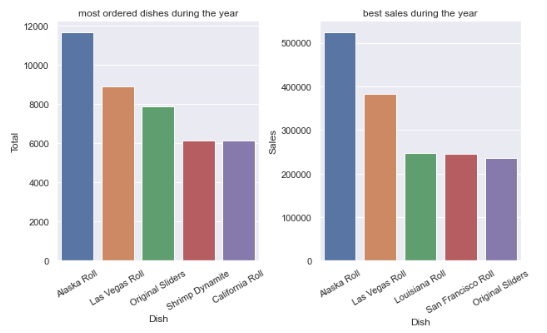 most ordered dishes during the year
12000
10000
8000
6000
4000
2000
0
Total
Alaska Roll
Las Vegas Roll
Original Sliders
Shrimp Dynamite
California Roll
Dish
best sales during the year
500000
400000
300000
200000
100000
0
Sales
Alaska Roll
Las Vegas Roll
Louisiana Roll
San Francisco Roll
Original Sliders
Dish